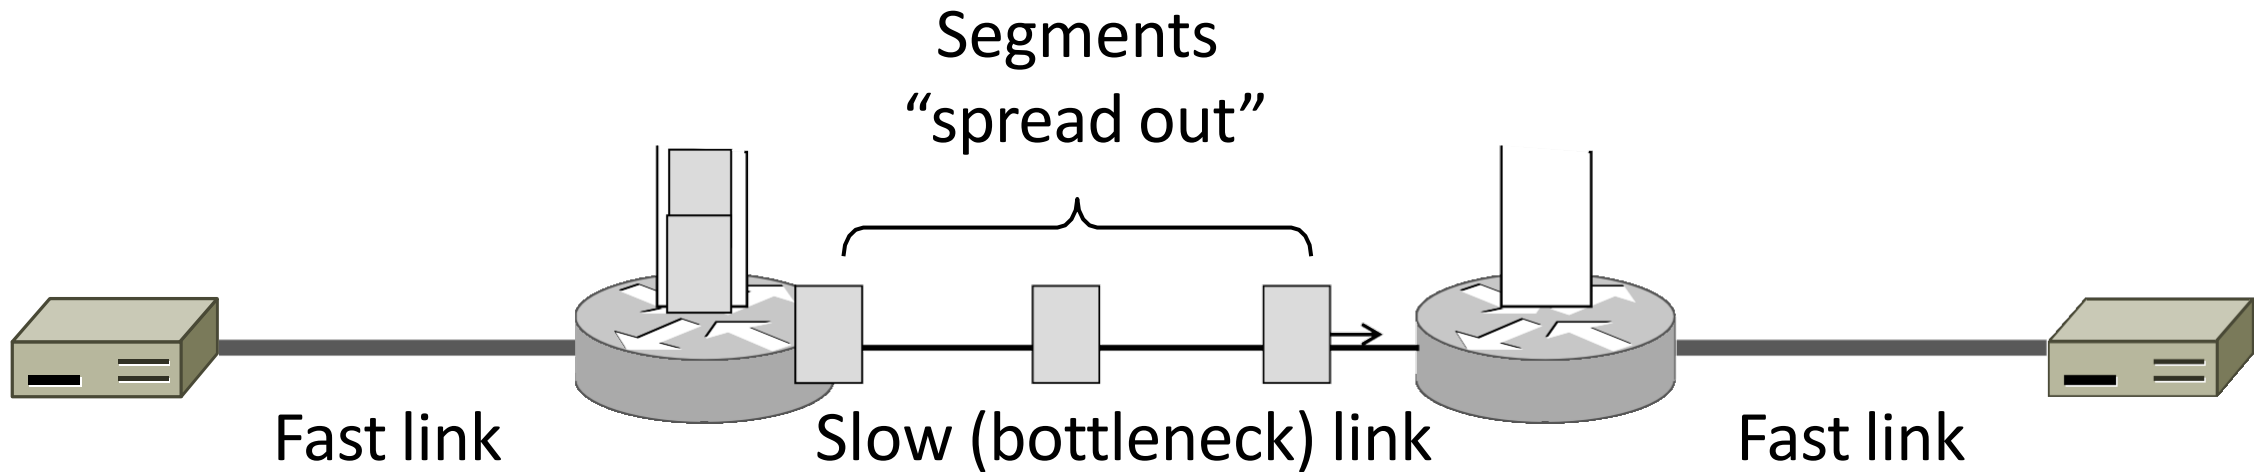 Segments
“spread out”
Fast link
Slow (bottleneck) link
Fast link